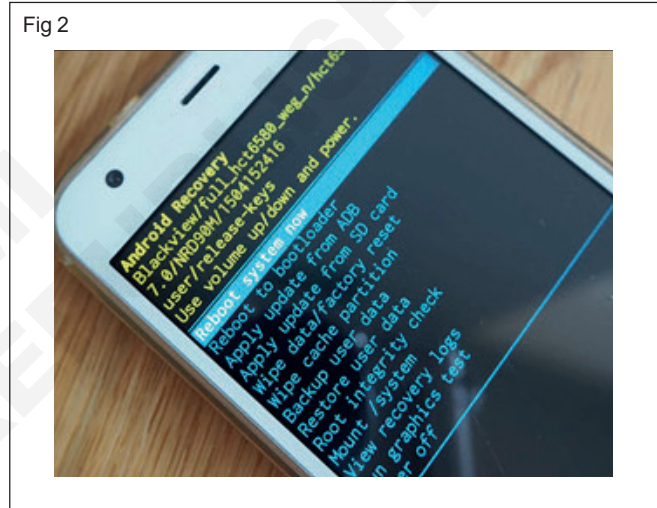 Fig 2
Android Recovery
Blackview/full_hct6580_weg_n/hct65
7.0/NRD90M/1504152416
user/release-keys
Use volume up/down and power.
Reboot system now
Reboot to bootloader
Apply update from ADB
Apply update from SD card
Wipe data/factory reset
Wipe cache partition
Backup user data
Restore user data
Root integrity check
Mount /system
View recovery logs
graphics test
off